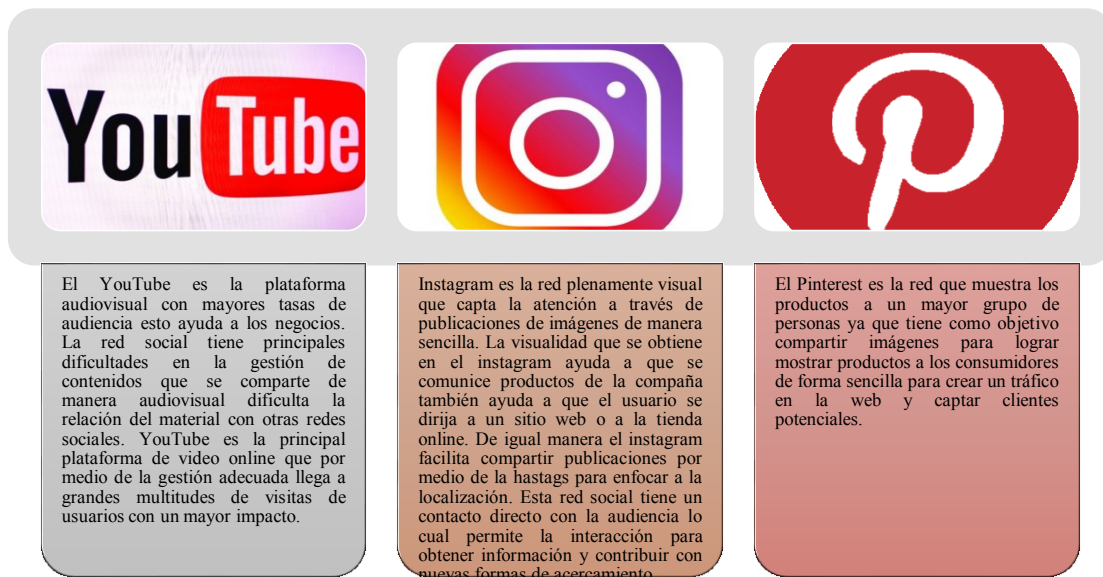 YouTube
El YouTube es la plataforma
audiovisual con mayores tasas de
audiencia esto ayuda a los negocios.
La red social tiene principales
dificultades en la gestión de
contenidos que se comparte de
manera audiovisual dificulta la
relación del material con otras redes
sociales. YouTube es la principal
plataforma de video online que por
medio de la gestión adecuada llega a
grandes multitudes de visitas de
usuarios con un mayor impacto.
Instagram es la red plenamente visual
que capta la atención a través de
publicaciones de imágenes de manera
sencilla. La visualidad que se obtiene
en el instagram ayuda a que se
comunice productos de la compaña
también ayuda a que el usuario se
dirija a un sitio web o a la tienda
online. De igual manera el instagram
facilita compartir publicaciones por
medio de la hastags para enfocar a la
localización. Esta red social tiene un
contacto directo con la audiencia lo
cual permite la interacción para
obtener información y contribuir con
nuevas formas de acercamiento.
El Pinterest es la red que muestra los
productos a un mayor grupo de
personas ya que tiene como objetivo
compartir imágenes para lograr
mostrar productos a los consumidores
de forma sencilla para crear un tráfico
en la web y captar clientes
potenciales.